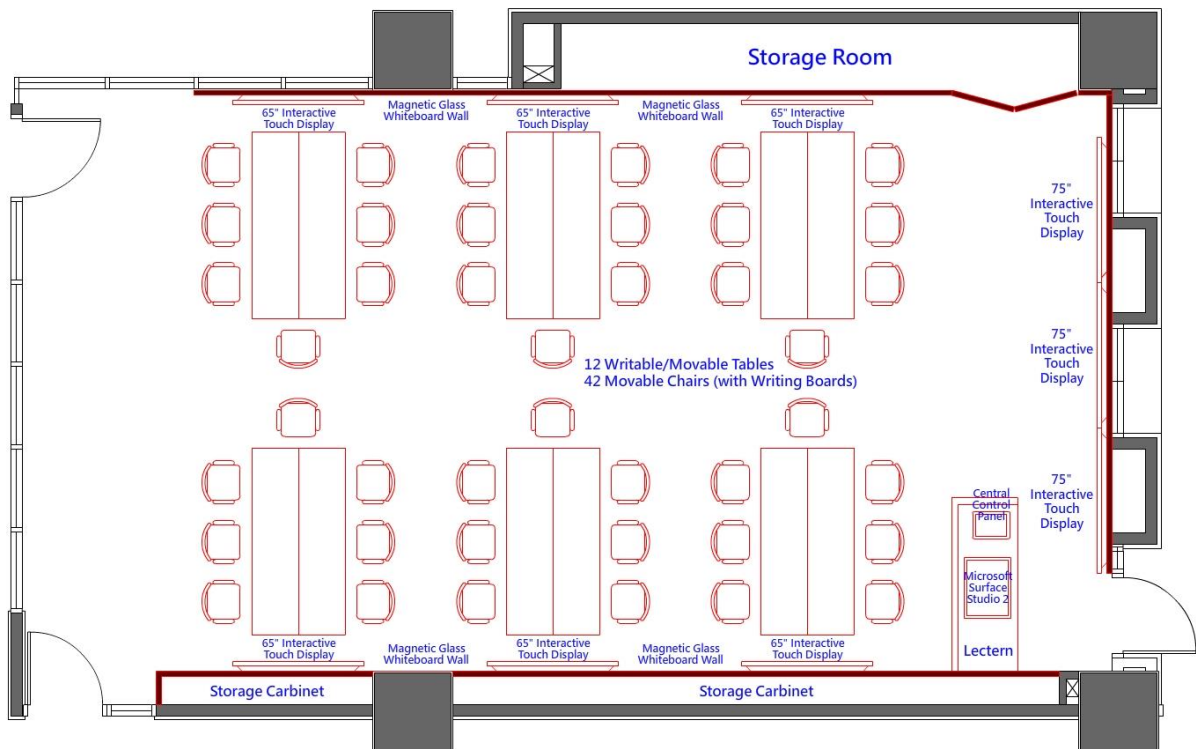 Storage Room
65" Interactive
Touch Display
Magnetic Glass
Whiteboard Wall
65" Interactive
Touch Display
Magnetic Glass
Whiteboard Wall
65" Interactive
Touch Display
75"
Interactive
Touch
Display
75"
Interactive
Touch
Display
12 Writable/Movable Tables
42 Movable Chairs (with Writing Boards)
75"
Interactive
Touch
Display
Central
Control
Panel
Microsoft
Surface
Studio 2
Lectern
65" Interactive
Touch Display
Magnetic Glass
Whiteboard Wall
65" Interactive
Touch Display
Magnetic Glass
Whiteboard Wall
65" Interactive
Touch Display
Storage Carbinet
Storage Carbinet